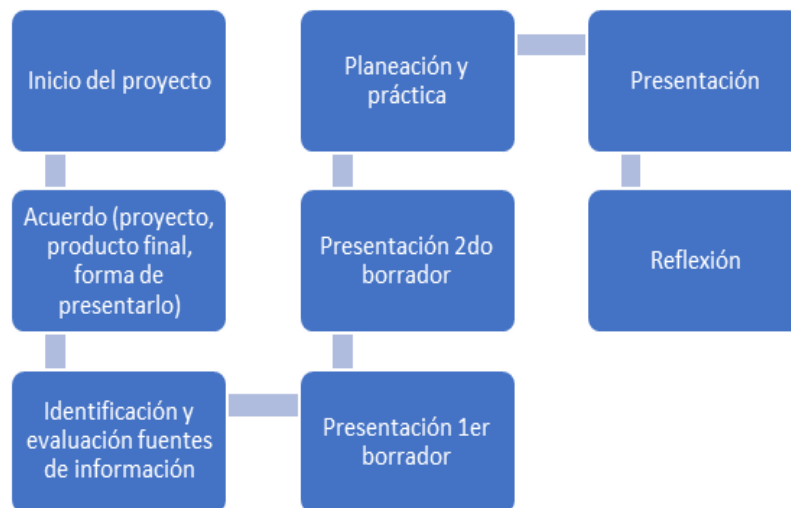 Inicio del proyecto
Acuerdo (proyecto,
producto final,
forma de
presentarlo)
Identificación y
evaluación fuentes
de información
Presentación 1er
borrador
Presentación 2do
borrador
Planeación y
práctica
Presentación
Reflexión